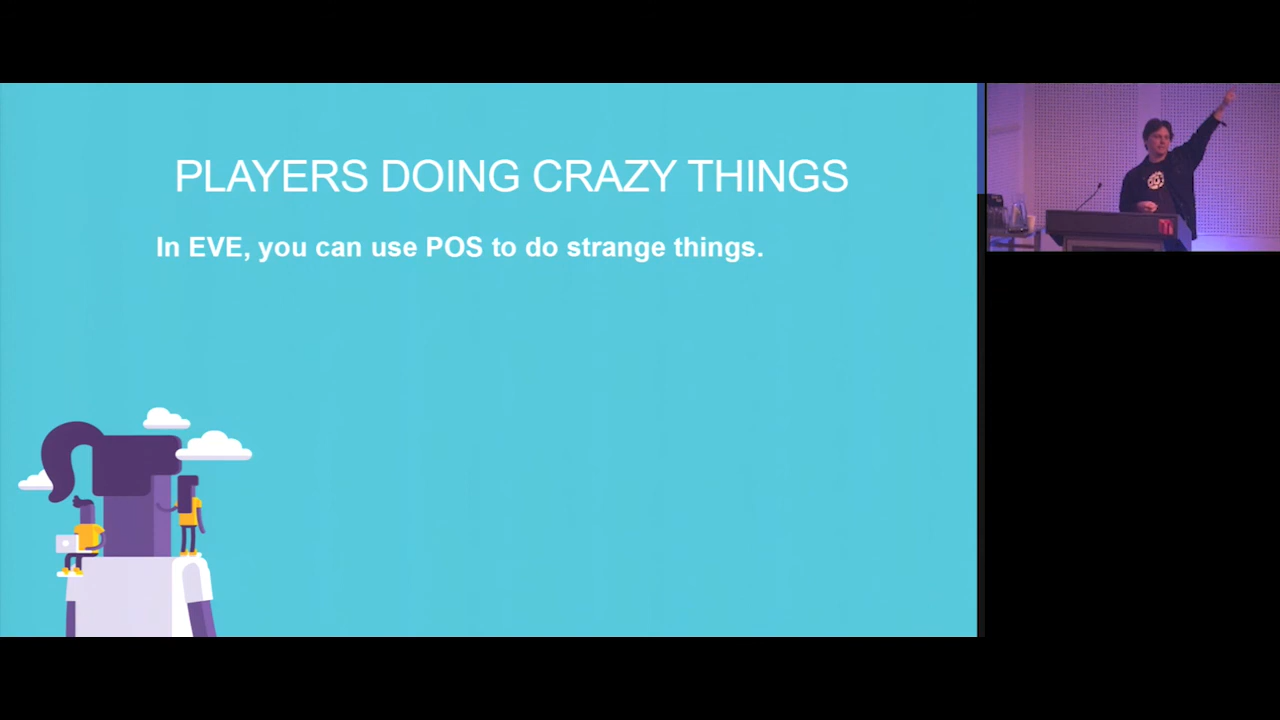 PLAYERS DOING CRAZY THINGS
In EVE, you can use POS to do strange things.